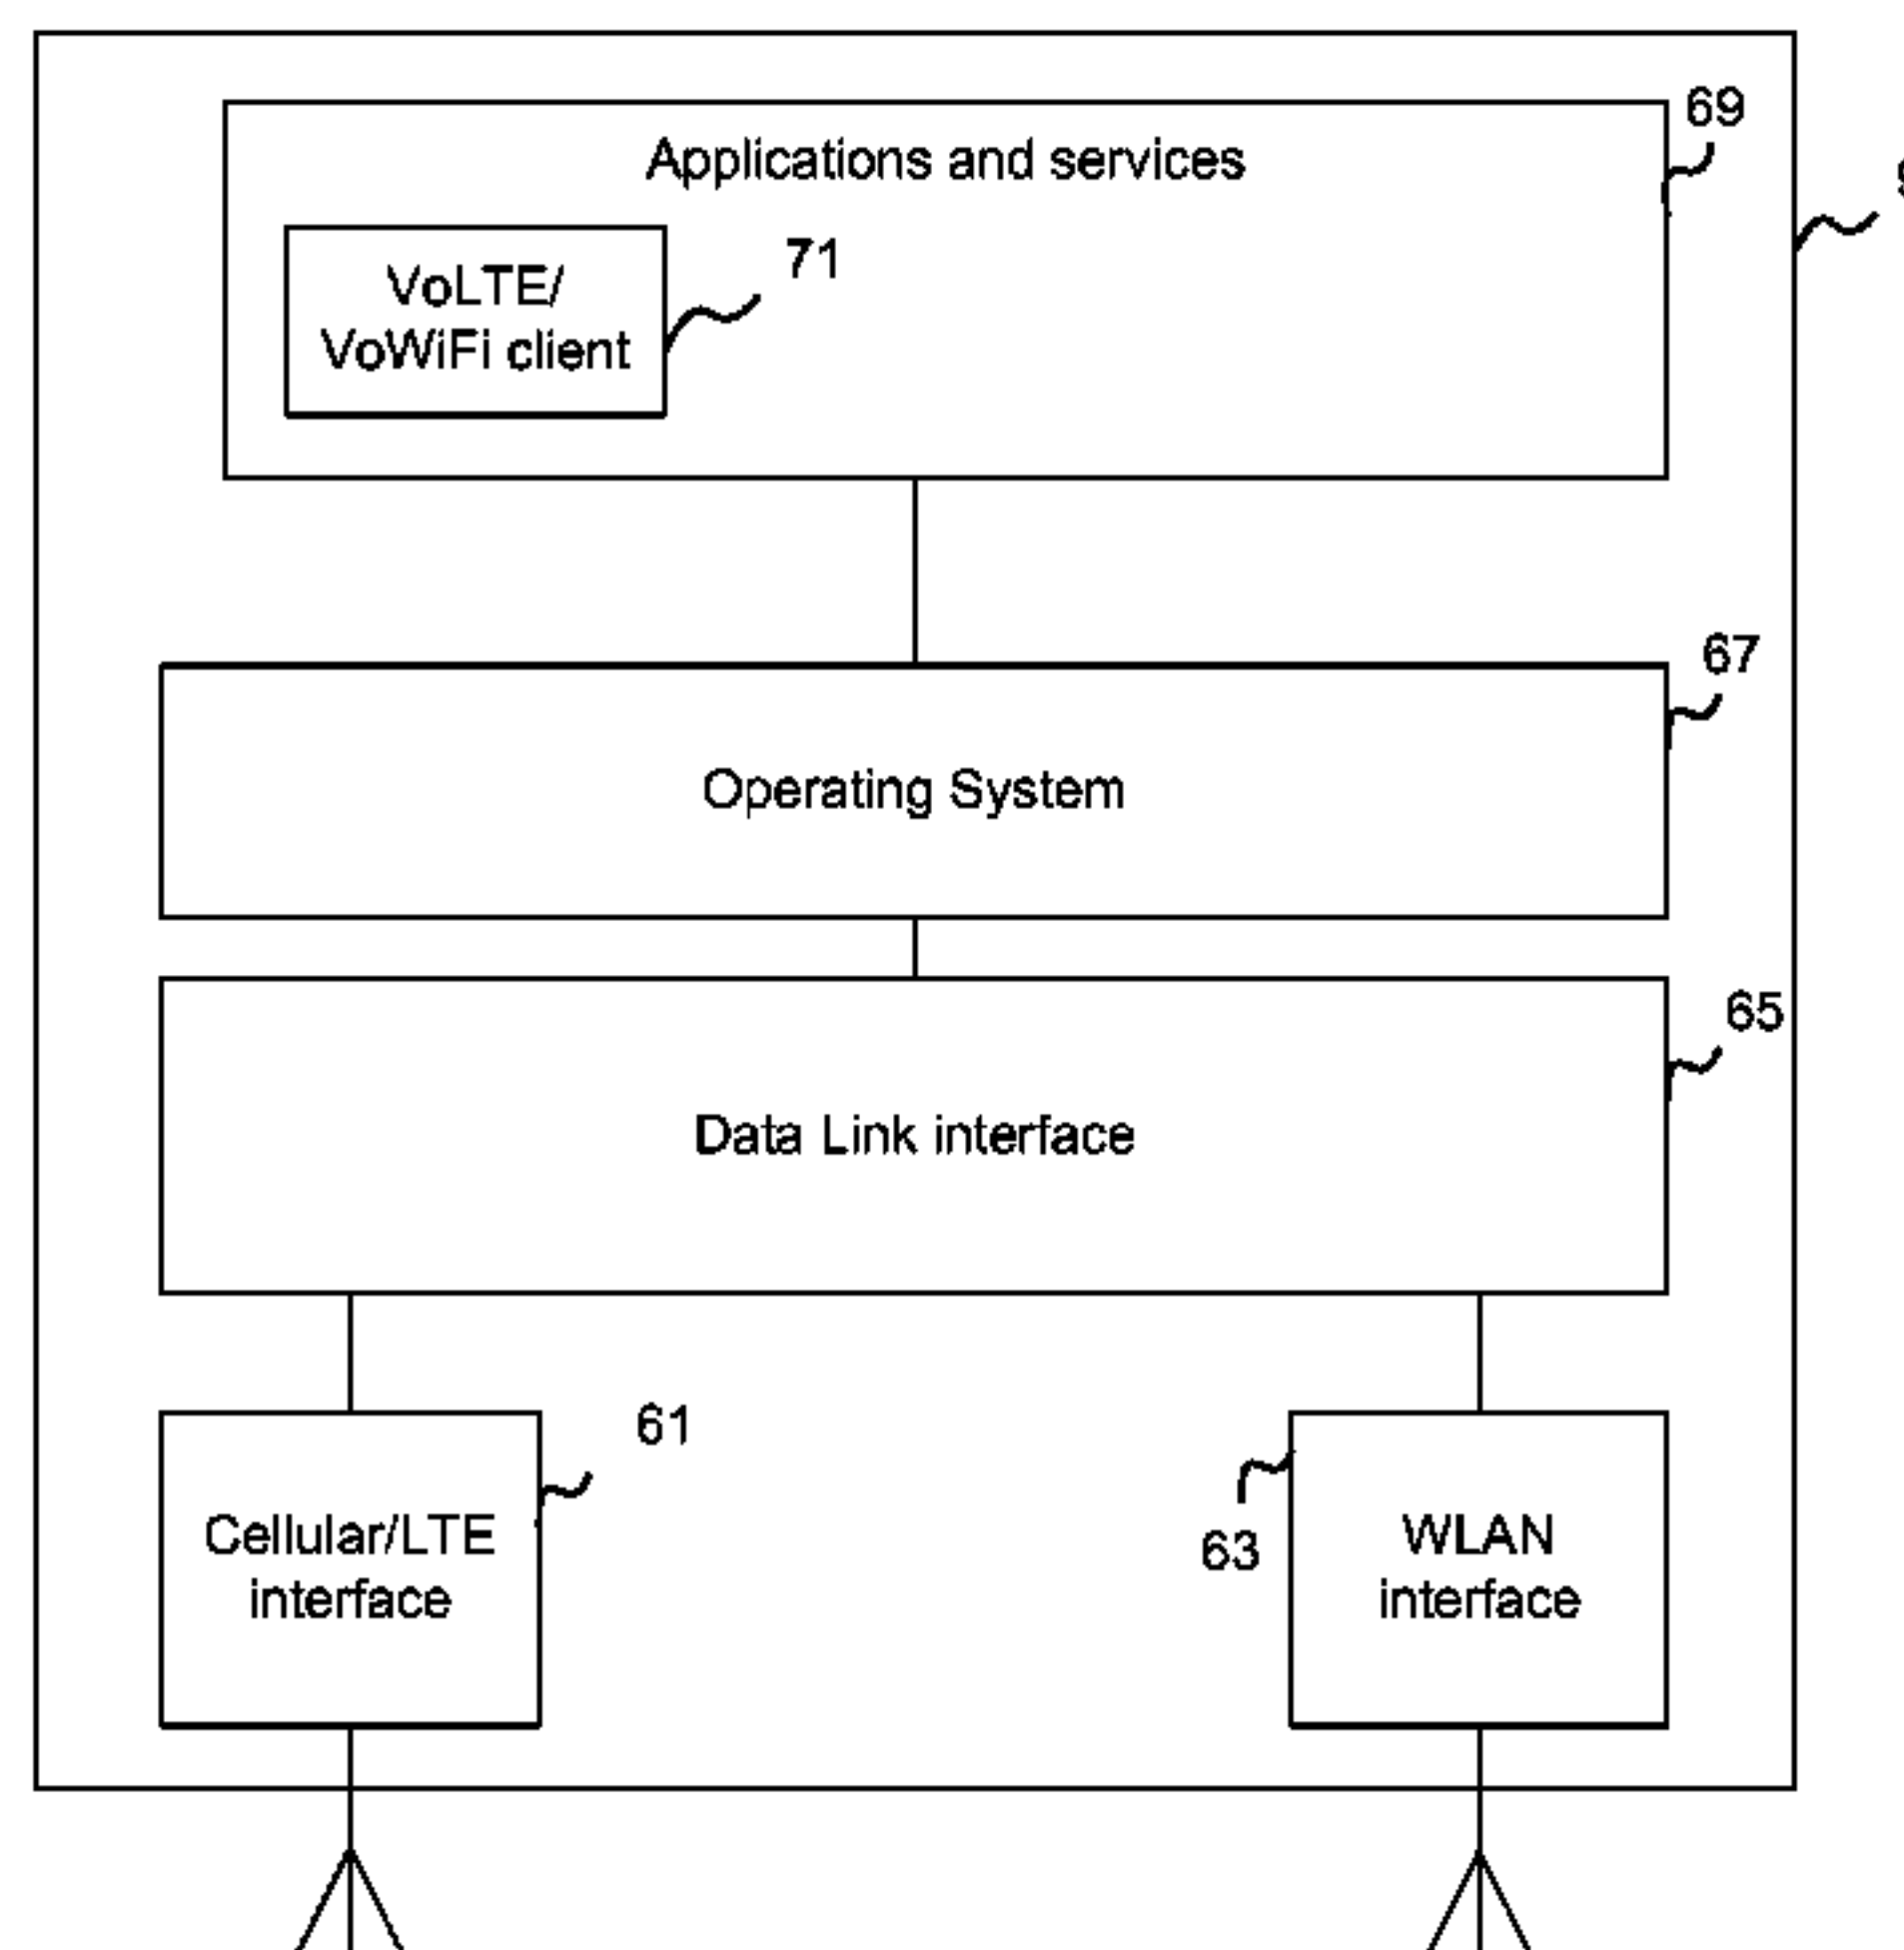 69
Applications and services
71
VoLTE/
VoWiFi client
67
Operating System
65
Data Link interface
61
Cellular/LTE
interface
63
WLAN
interface